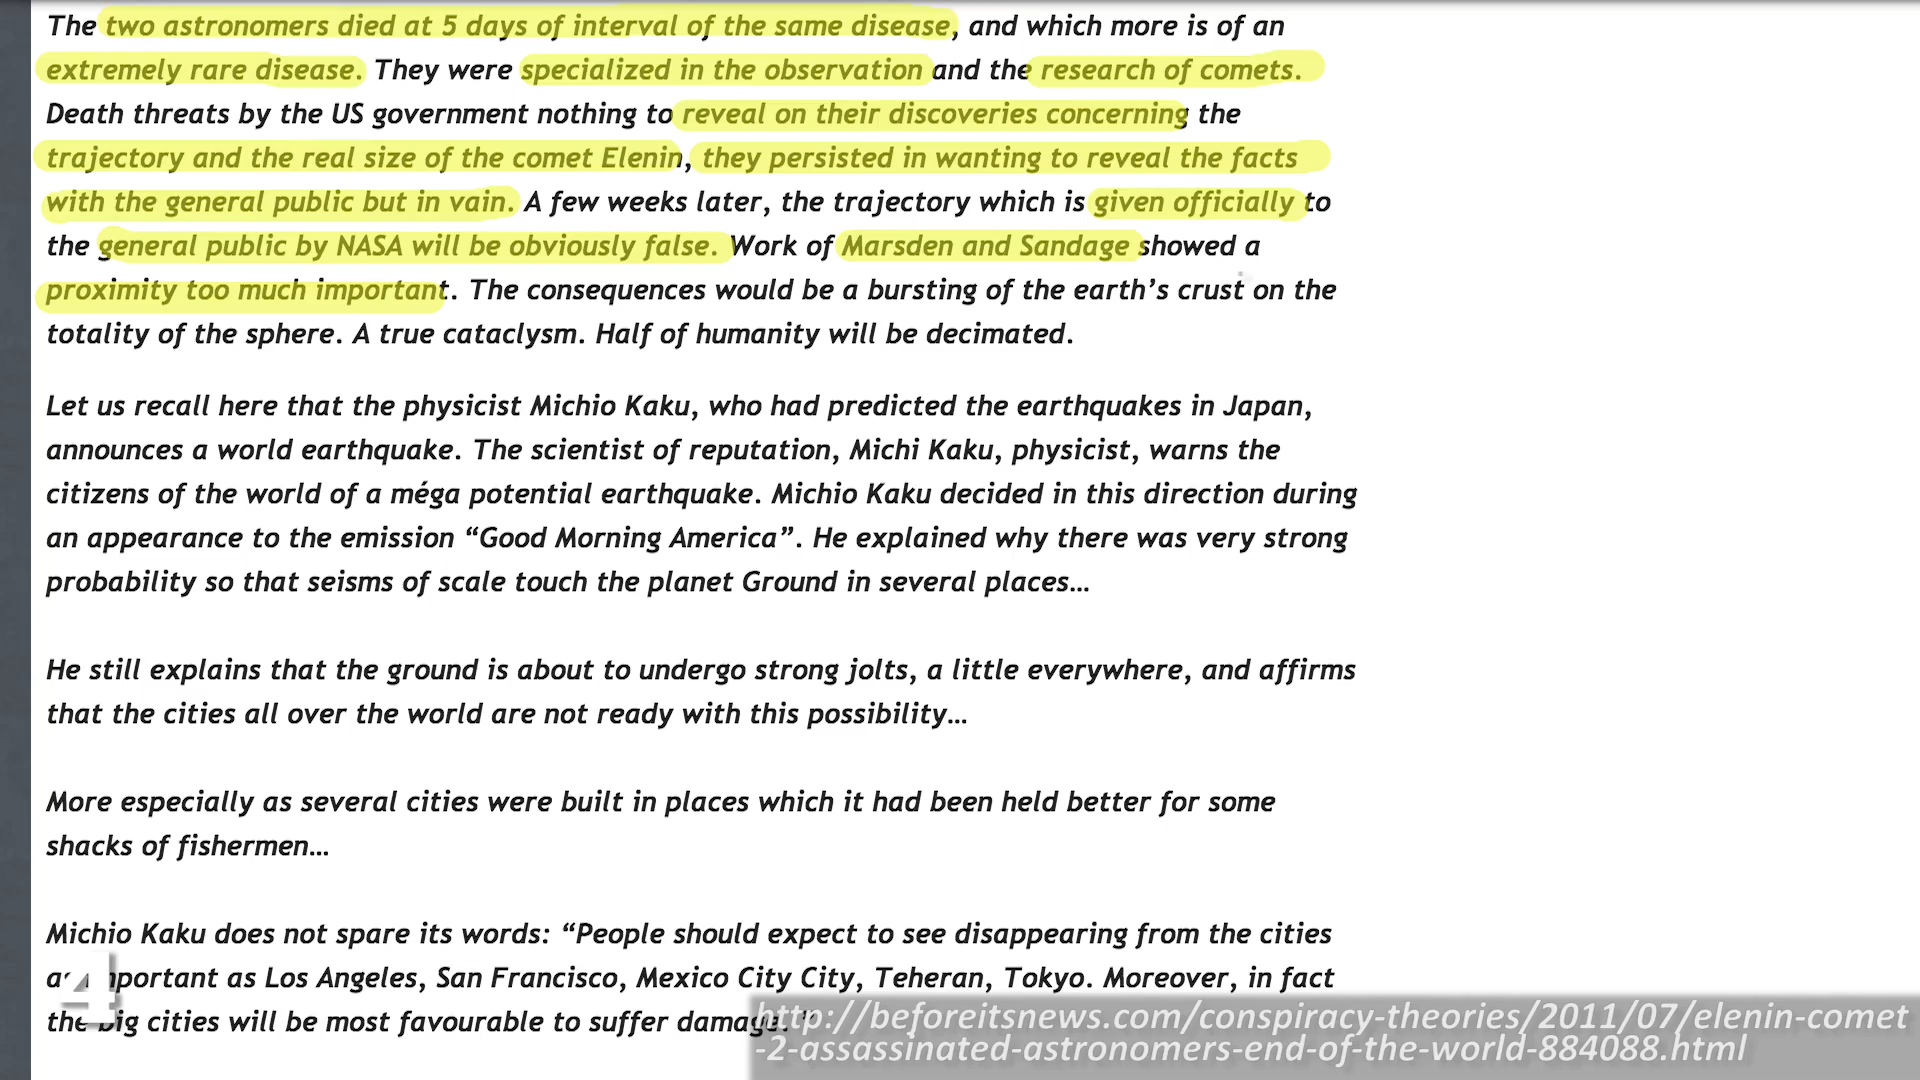 The two astronomers died at 5 days of interval of the same disease, and which more is of an
extremely rare disease. They were specialized in the observation and the research of comets.
Death threats by the US government nothing to reveal on their discoveries concerning the
trajectory and the real size of the comet Elenin, they persisted in wanting to reveal the facts
with the general public but in vain. A few weeks later, the trajectory which is given officially to
the general public by NASA will be obviously false. Work of Marsden and Sandage showed a
proximity too much important. The consequences would be a bursting of the earth’s crust on the
totality of the sphere. A true cataclysm. Half of humanity will be decimated.
Let us recall here that the physicist Michio Kaku, who had predicted the earthquakes in Japan,
announces a world earthquake. The scientist of reputation, Michi Kaku, physicist, warns the
citizens of the world of a méga potential earthquake. Michio Kaku decided in this direction during
an appearance to the emission “Good Morning America”. He explained why there was very strong
probability so that seisms of scale touch the planet Ground in several places…
He still explains that the ground is about to undergo strong jolts, a little everywhere, and affirms
that the cities all over the world are not ready with this possibility…
More especially as several cities were built in places which it had been held better for some
shacks of fishermen…
Michio Kaku does not spare its words: “People should expect to see disappearing from the cities
important as Los Angeles, San Francisco, Mexico City City, Teheran, Tokyo. Moreover, in fact
the big cities will be most favourable to suffer damage.”
4
http://beforeitsnews.com/conspiracy-theories/2011/07/elenin-comet
-2-assassinated-astronomers-end-of-the-world-884088.html